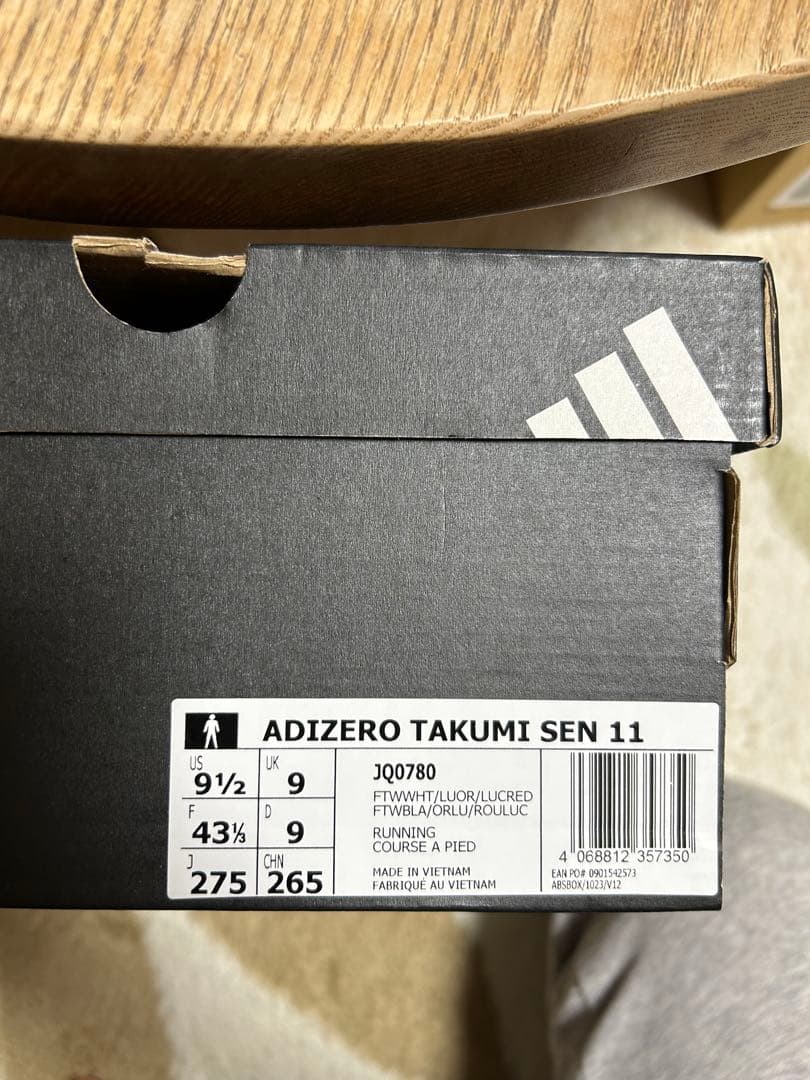 ADIZERO TAKUMI SEN 11
US
9½
UK
9
F
43⅓
D
9
J
275
CHN
265
JQ0780
FTWWHT/LUOR/LUCRED
FTWBLA/ORLU/ROULUC
RUNNING
COURSE A PIED
MADE IN VIETNAM
FABRIQUÉ AU VIETNAM
4 068812 357350
EAN PO# 0901542573
ABSBOX/1023/V12